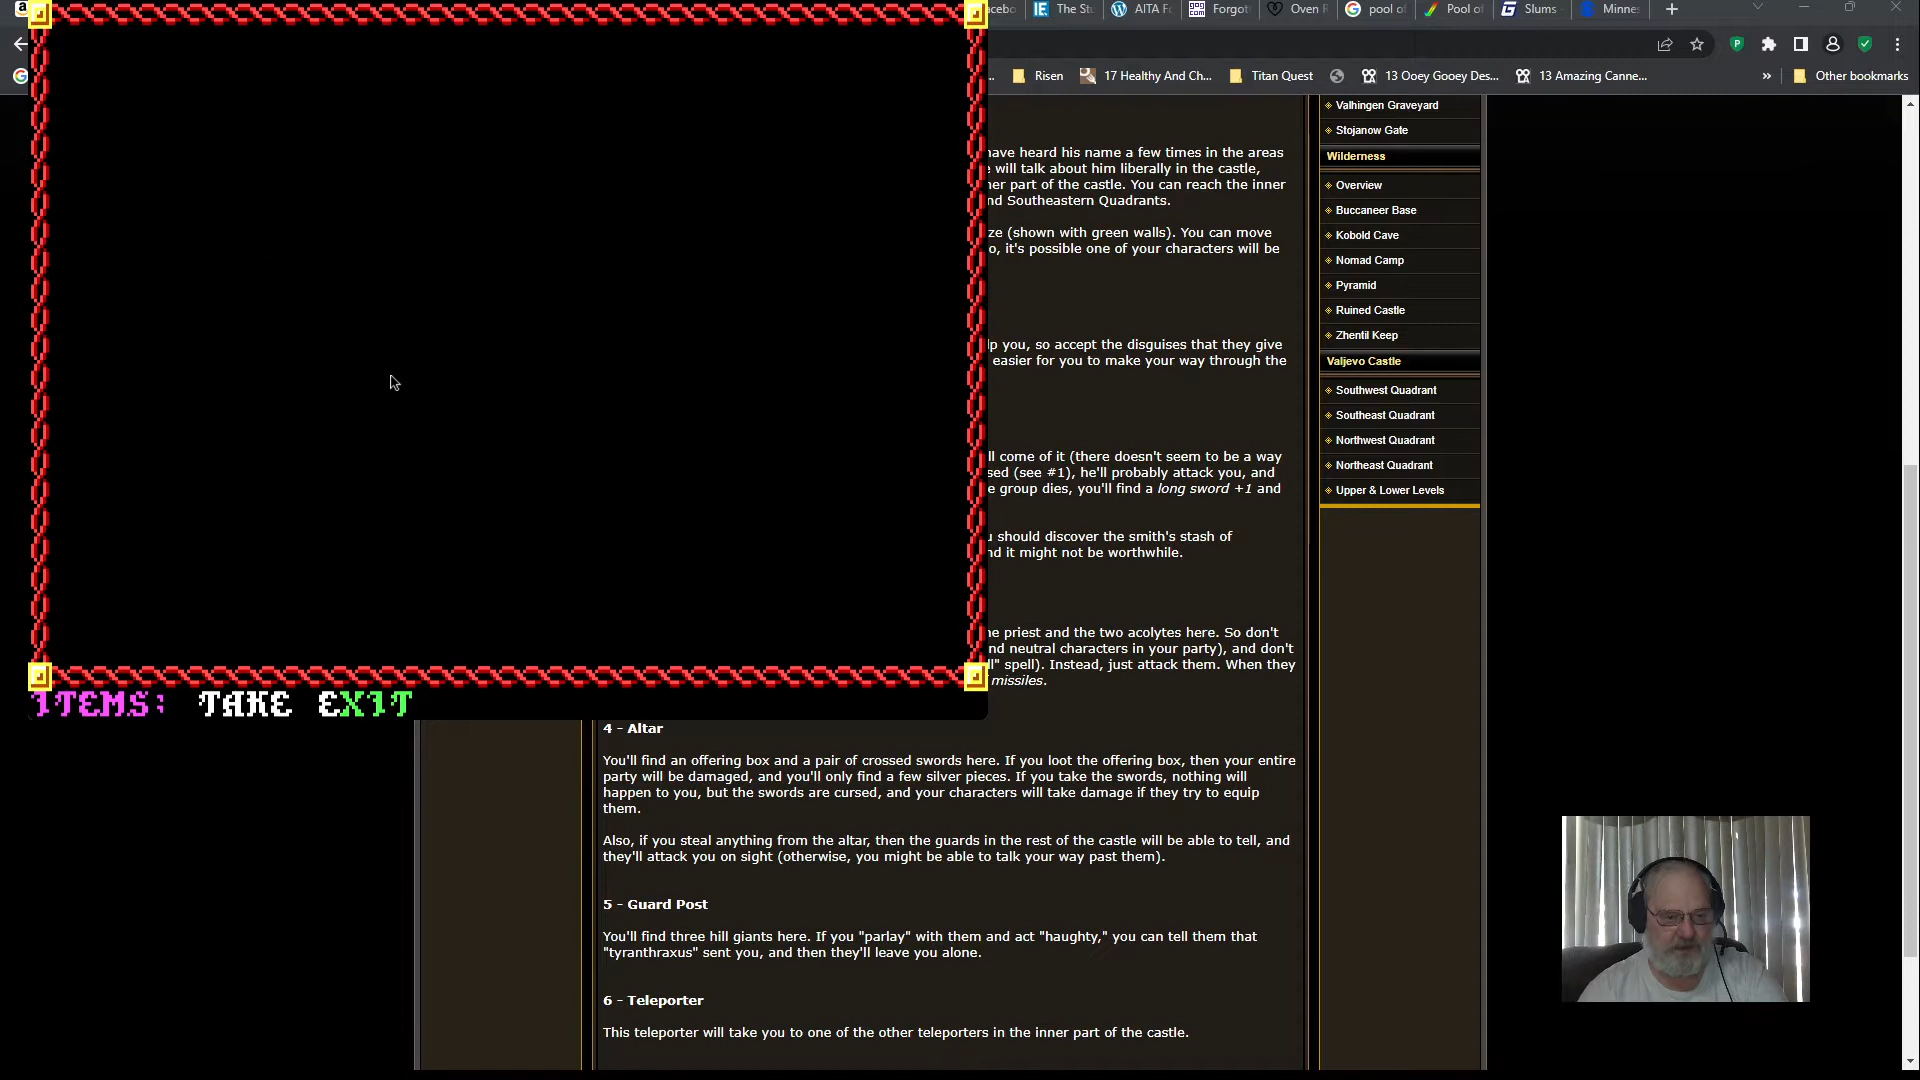 acebo
The Stu
AITA Fo
gog com
Forgot
Oven R
pool of
Pool of
Slums -
Minnes
Risen
17 Healthy And Ch...
Titan Quest
13 Ooey Gooey Des...
13 Amazing Canne...
»
Other bookmarks
have heard his name a few times in the areas
e will talk about him liberally in the castle,
ner part of the castle. You can reach the inner
nd Southeastern Quadrants.
ze (shown with green walls). You can move
o, it's possible one of your characters will be
lp you, so accept the disguises that they give
easier for you to make your way through the
ll come of it (there doesn't seem to be a way
sed (see #1), he'll probably attack you, and
e group dies, you'll find a long sword +1 and
u should discover the smith's stash of
nd it might not be worthwhile.
he priest and the two acolytes here. So don't
nd neutral characters in your party), and don't
ll" spell). Instead, just attack them. When they
missiles.
ITEMS: TAKE EXIT
4 - Altar
You'll find an offering box and a pair of crossed swords here. If you loot the offering box, then your entire
party will be damaged, and you'll only find a few silver pieces. If you take the swords, nothing will
happen to you, but the swords are cursed, and your characters will take damage if they try to equip
them.
Also, if you steal anything from the altar, then the guards in the rest of the castle will be able to tell, and
they'll attack you on sight (otherwise, you might be able to talk your way past them).
5 - Guard Post
You'll find three hill giants here. If you "parlay" with them and act "haughty," you can tell them that
"tyranthraxus" sent you, and then they'll leave you alone.
6 - Teleporter
This teleporter will take you to one of the other teleporters in the inner part of the castle.
Valhingen Graveyard
Stojanow Gate
Wilderness
Overview
Buccaneer Base
Kobold Cave
Nomad Camp
Pyramid
Ruined Castle
Zhentil Keep
Valjevo Castle
Southwest Quadrant
Southeast Quadrant
Northwest Quadrant
Northeast Quadrant
Upper & Lower Levels